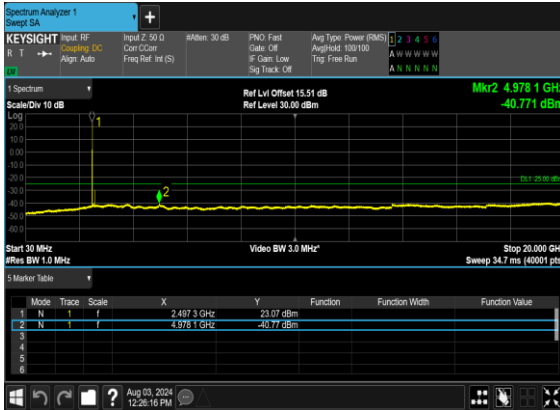 Spectrum Analyzer 1
Swept SA
+
KEYSIGHT Input: RF Input Z: 50 Ω #Atten: 30 dB PNO: Fast Avg Type: Power (RMS) 1 2 3 4 5 6
R T Coupling: DC Corr CCorr Gate: Off Avg|Hold: 100/100 A W W W W W
Align: Auto Freq Ref: Int (S) IF Gain: Low Trig: Free Run
Sig Track: Off A N N N N N
1 Spectrum
Ref Lvl Offset 15.51 dB Mkr2 4.978 1 GHz
Scale/Div 10 dB Ref Level 30.00 dBm -40.771 dBm
Log
20.0 1
10.0
0.00
-10.0
-20.0 DL1 -25.00 dBm
-30.0 2
-40.0
-50.0
-60.0
Start 30 MHz Video BW 3.0 MHz* Stop 20.000 GHz
#Res BW 1.0 MHz Sweep 34.7 ms (40001 pts)
5 Marker Table
Mode Trace Scale X Y Function Function Width Function Value
1 N 1 f 2.497 3 GHz 23.07 dBm
2 N 1 f 4.978 1 GHz -40.77 dBm
3
4
5
6
? Aug 03, 2024
12:26:16 PM